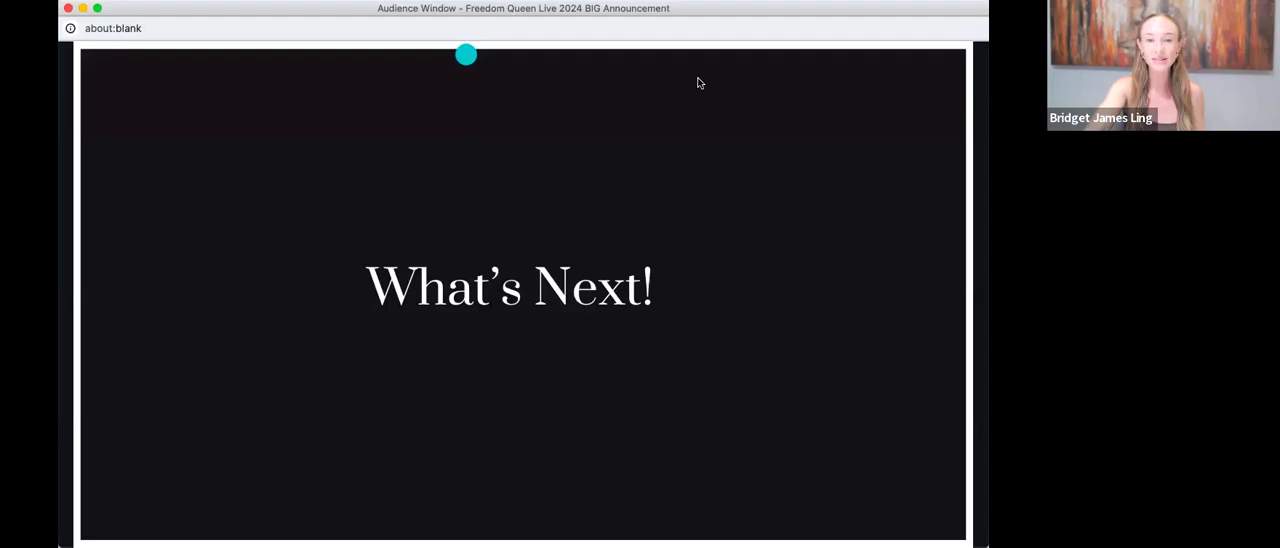 Audience Window - Freedom Queen Live 2024 BIG Announcement
about:blank
What's Next!
Bridget James Ling